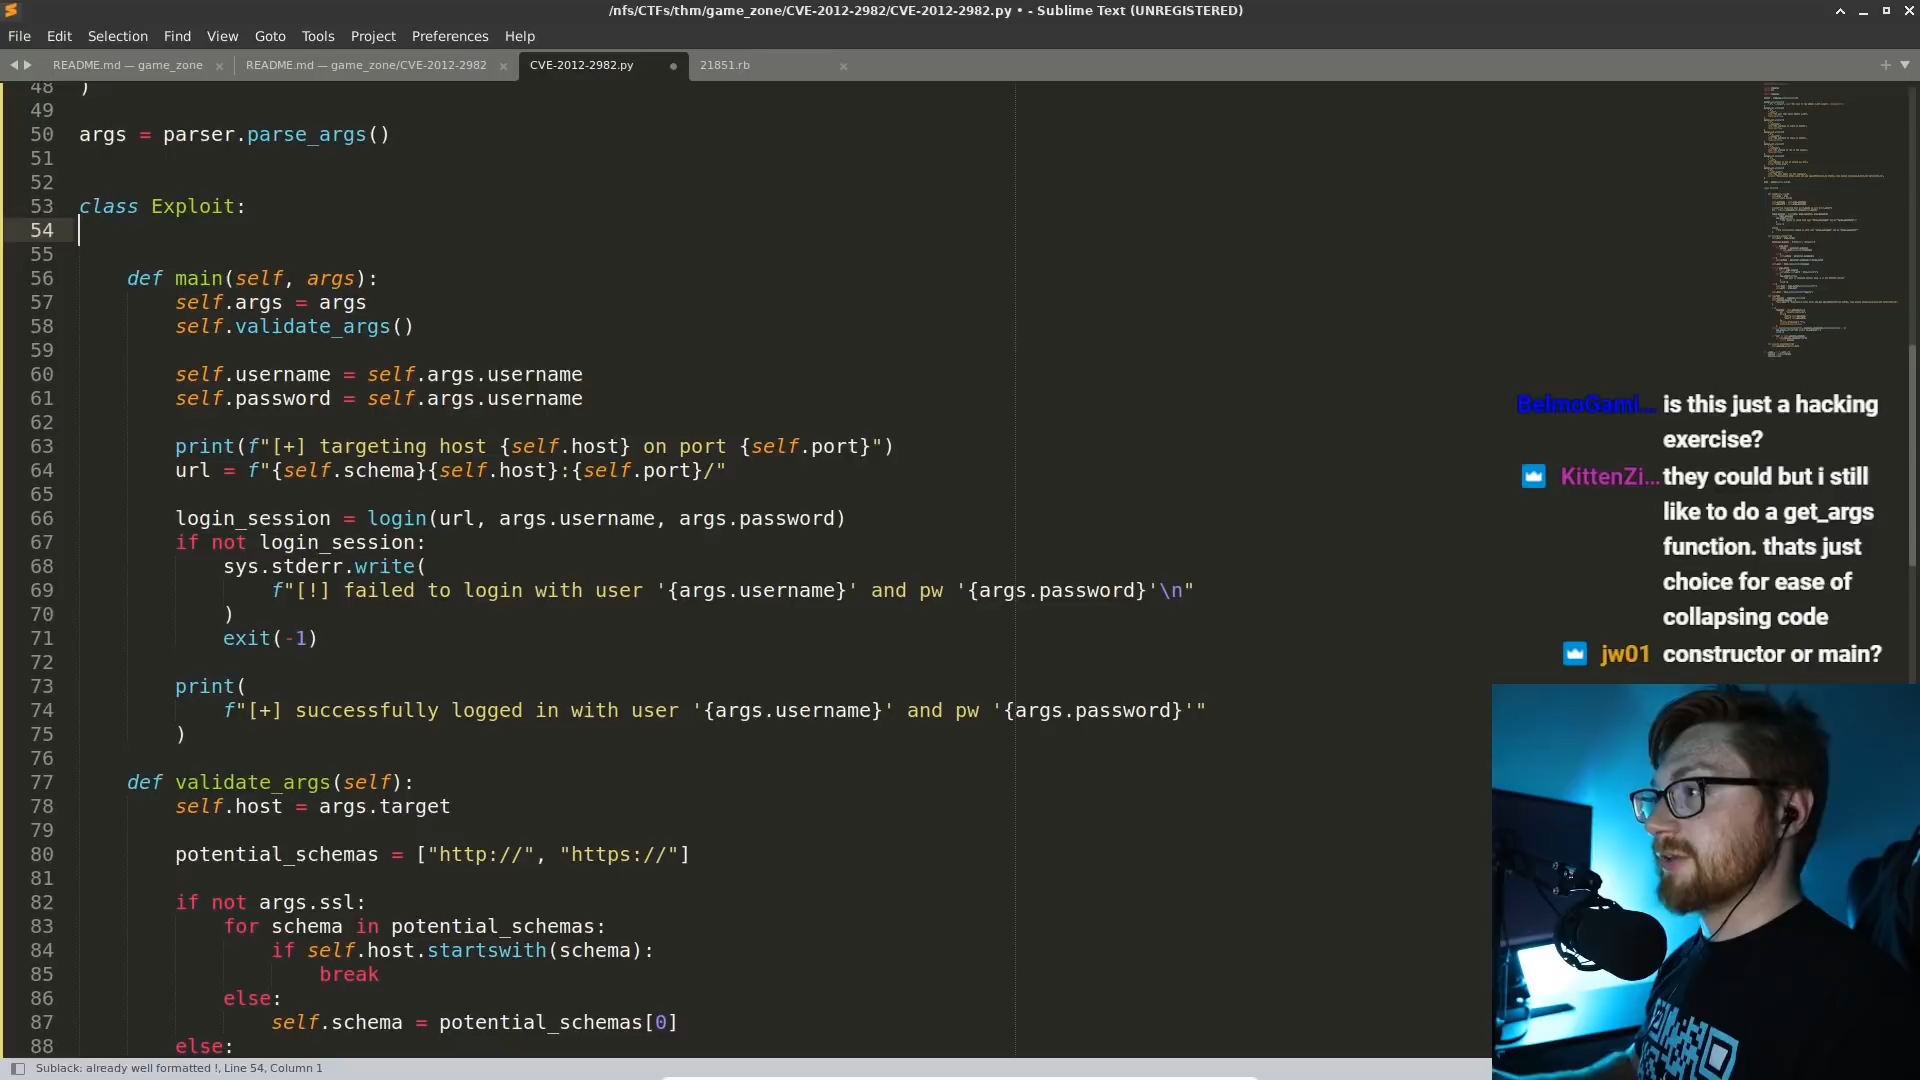 /nfs/CTFs/thm/game_zone/CVE-2012-2982/CVE-2012-2982.py • - Sublime Text (UNREGISTERED)
File Edit Selection Find View Goto Tools Project Preferences Help
README.md — game_zone × README.md — game_zone/CVE-2012-2982 × CVE-2012-2982.py 21851.rb ×
48 )
49
50 args = parser.parse_args()
51
52
53 class Exploit:
54
55
56 def main(self, args):
57 self.args = args
58 self.validate_args()
59
60 self.username = self.args.username
61 self.password = self.args.username
62
63 print(f"[+] targeting host {self.host} on port {self.port}")
64 url = f"{self.schema}{self.host}:{self.port}/"
65
66 login_session = login(url, args.username, args.password)
67 if not login_session:
68 sys.stderr.write(
69 f"[!] failed to login with user '{args.username}' and pw '{args.password}'\n"
70 )
71 exit(-1)
72
73 print(
74 f"[+] successfully logged in with user '{args.username}' and pw '{args.password}'"
75 )
76
77 def validate_args(self):
78 self.host = args.target
79
80 potential_schemas = ["http://", "https://"]
81
82 if not args.ssl:
83 for schema in potential_schemas:
84 if self.host.startswith(schema):
85 break
86 else:
87 self.schema = potential_schemas[0]
88 else:
BelmoGami... is this just a hacking
exercise?
KittenZi... they could but i still
like to do a get_args
function. thats just
choice for ease of
collapsing code
jw01 constructor or main?
Sublack: already well formatted !, Line 54, Column 1